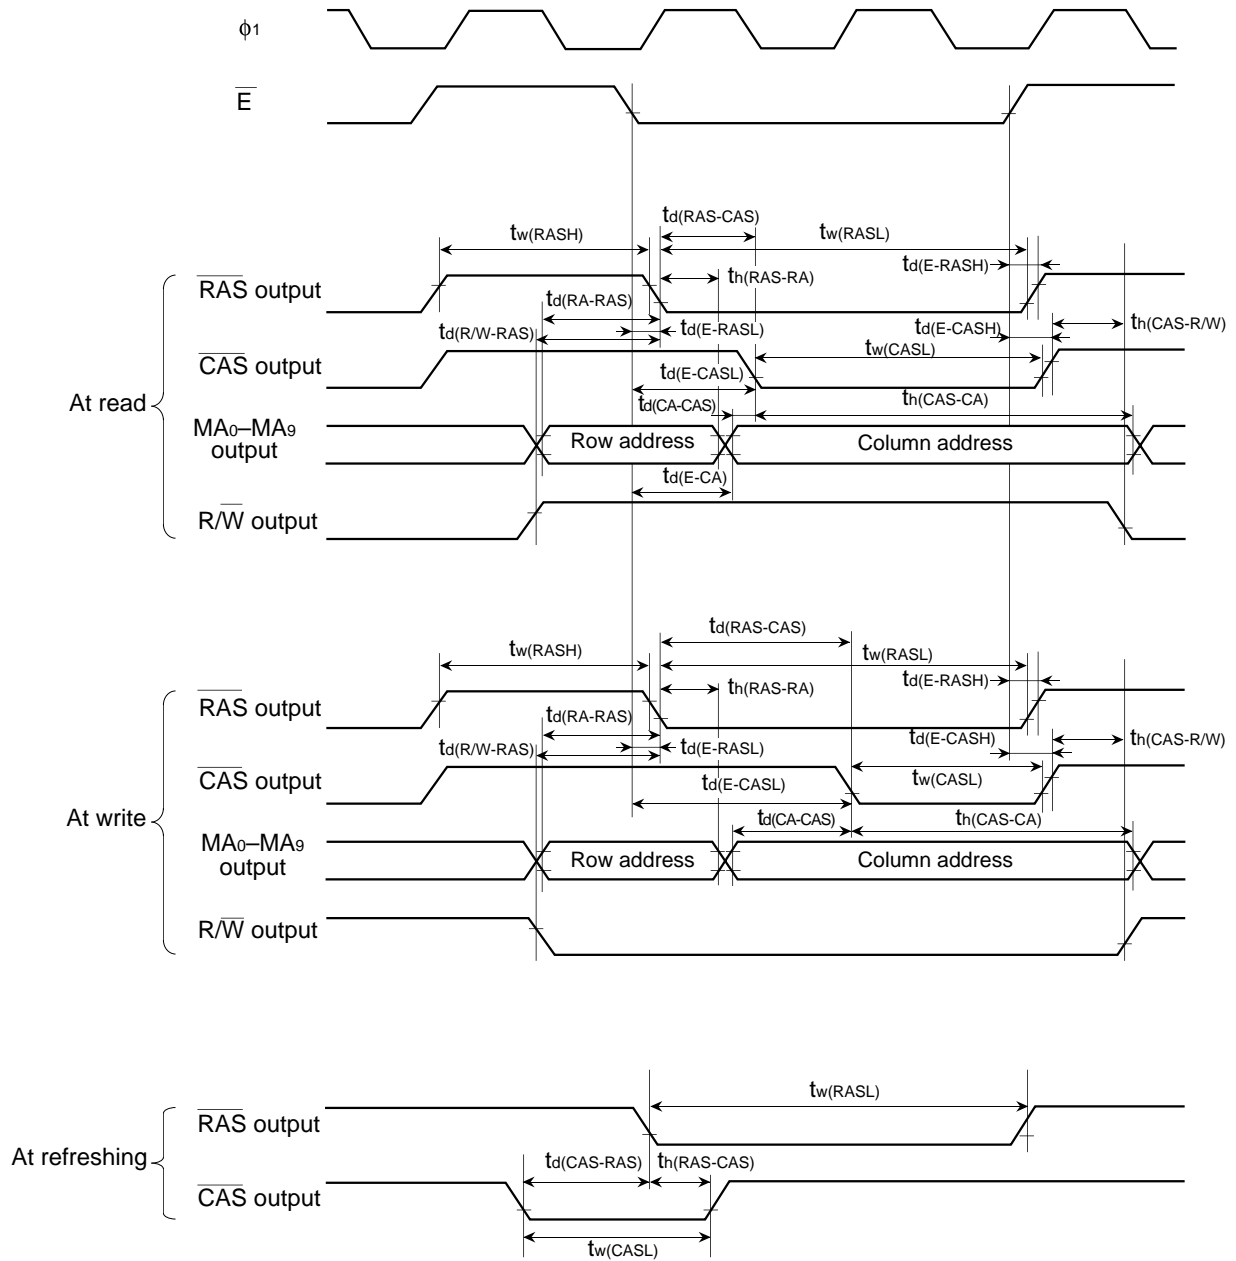 ϕ1
E
td(RAS-CAS)
tw(RASH)
tw(RASL)
td(E-RASH)
RAS output
th(RAS-RA)
td(RA-RAS)
td(R/W-RAS)
td(E-RASL)
td(E-CASH)
th(CAS-R/W)
CAS output
tw(CASL)
td(E-CASL)
At read
td(CA-CAS)
th(CAS-CA)
MA0–MA9
output
Row address
Column address
td(E-CA)
R/W output
td(RAS-CAS)
tw(RASH)
tw(RASL)
td(E-RASH)
RAS output
th(RAS-RA)
td(RA-RAS)
td(R/W-RAS)
td(E-RASL)
td(E-CASH)
th(CAS-R/W)
CAS output
td(E-CASL)
tw(CASL)
At write
td(CA-CAS)
th(CAS-CA)
MA0–MA9
output
Row address
Column address
R/W output
tw(RASL)
RAS output
At refreshing
td(CAS-RAS)
th(RAS-CAS)
CAS output
tw(CASL)